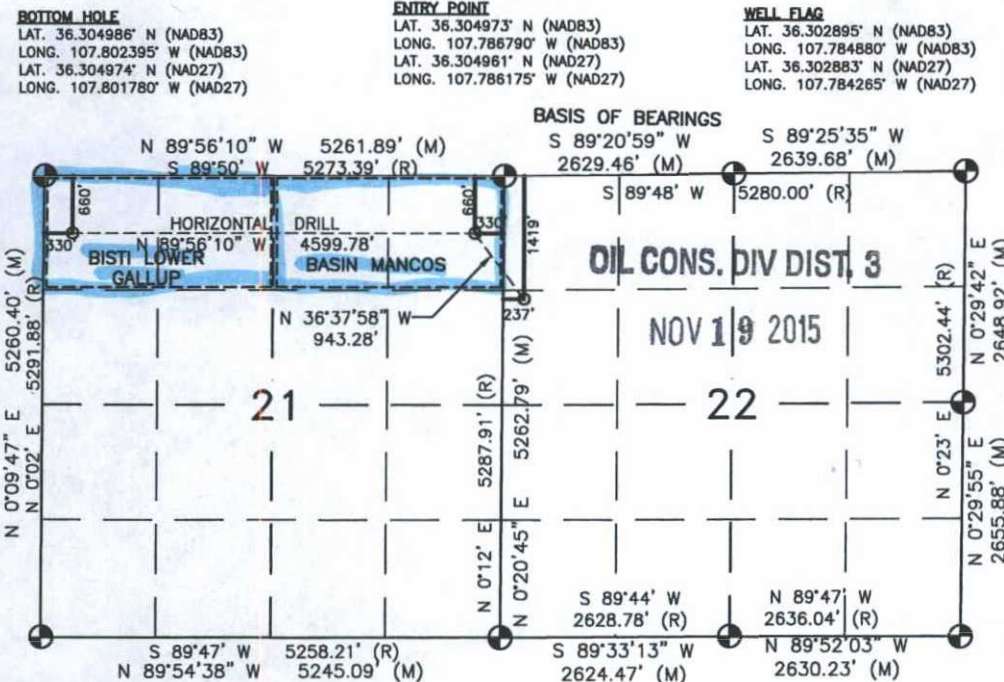 BOTTOM HOLE
LAT. 36.304986° N (NAD83)
LONG. 107.802395° W (NAD83)
LAT. 36.304974° N (NAD27)
LONG. 107.801780° W (NAD27)
ENTRY POINT
LAT. 36.304973° N (NAD83)
LONG. 107.786790° W (NAD83)
LAT. 36.304961° N (NAD27)
LONG. 107.786175° W (NAD27)
WELL FLAG
LAT. 36.302895° N (NAD83)
LONG. 107.784880° W (NAD83)
LAT. 36.302883° N (NAD27)
LONG. 107.784265° W (NAD27)
BASIS OF BEARINGS
N 89°56'10" W 5261.89' (M)
S 89°50' W 5273.39' (R)
S 89°20'59" W
2629.46' (M)
S 89°25'35" W
2639.68' (M)
S 89°48' W 5280.00' (R)
660'
660'
330'
330'
1419'
HORIZONTAL DRILL
N 89°56'10" W 4599.78'
BISTI LOWER
GALLUP
BASIN MANCOS
237'
N 36°37'58" W
943.28'
OIL CONS. DIV DIST. 3
NOV 19 2015
21
22
N 0°09'47" E 5260.40' (M)
N 0°02' E 5291.88' (R)
N 0°12' E 5287.91' (R)
N 0°20'45" E 5262.79' (M)
N 0°23' E 5302.44' (R)
N 0°29'42" E
2648.92' (M)
N 0°29'55" E
2655.88' (M)
S 89°47' W 5258.21' (R)
N 89°54'38" W 5245.09' (M)
S 89°44' W
2628.78' (R)
S 89°33'13" W
2624.47' (M)
N 89°47' W
2636.04' (R)
N 89°52'03" W
2630.23' (M)